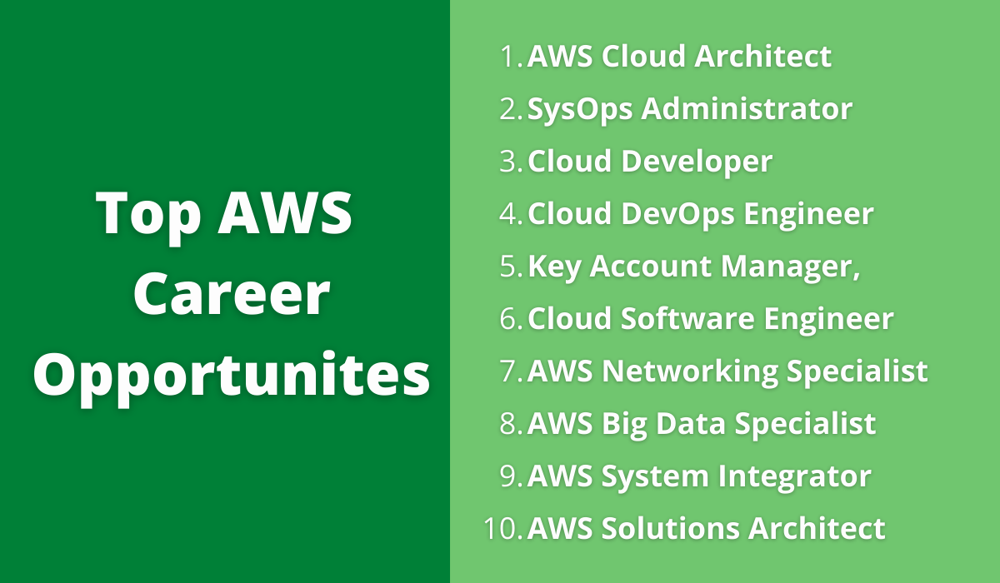 Top AWS
Career
Opportunites
1. AWS Cloud Architect
2. SysOps Administrator
3. Cloud Developer
4. Cloud DevOps Engineer
5. Key Account Manager,
6. Cloud Software Engineer
7. AWS Networking Specialist
8. AWS Big Data Specialist
9. AWS System Integrator
10. AWS Solutions Architect